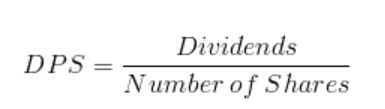 DPS = Dividends / Number of Shares